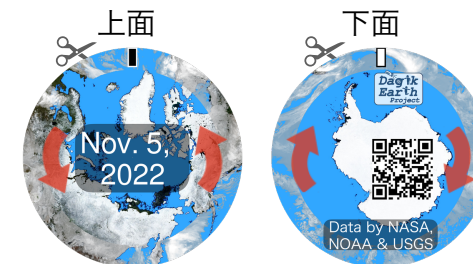 上面
下面
Nov. 5,
2022
Dagik
Earth
Project
Data by NASA,
NOAA & USGS